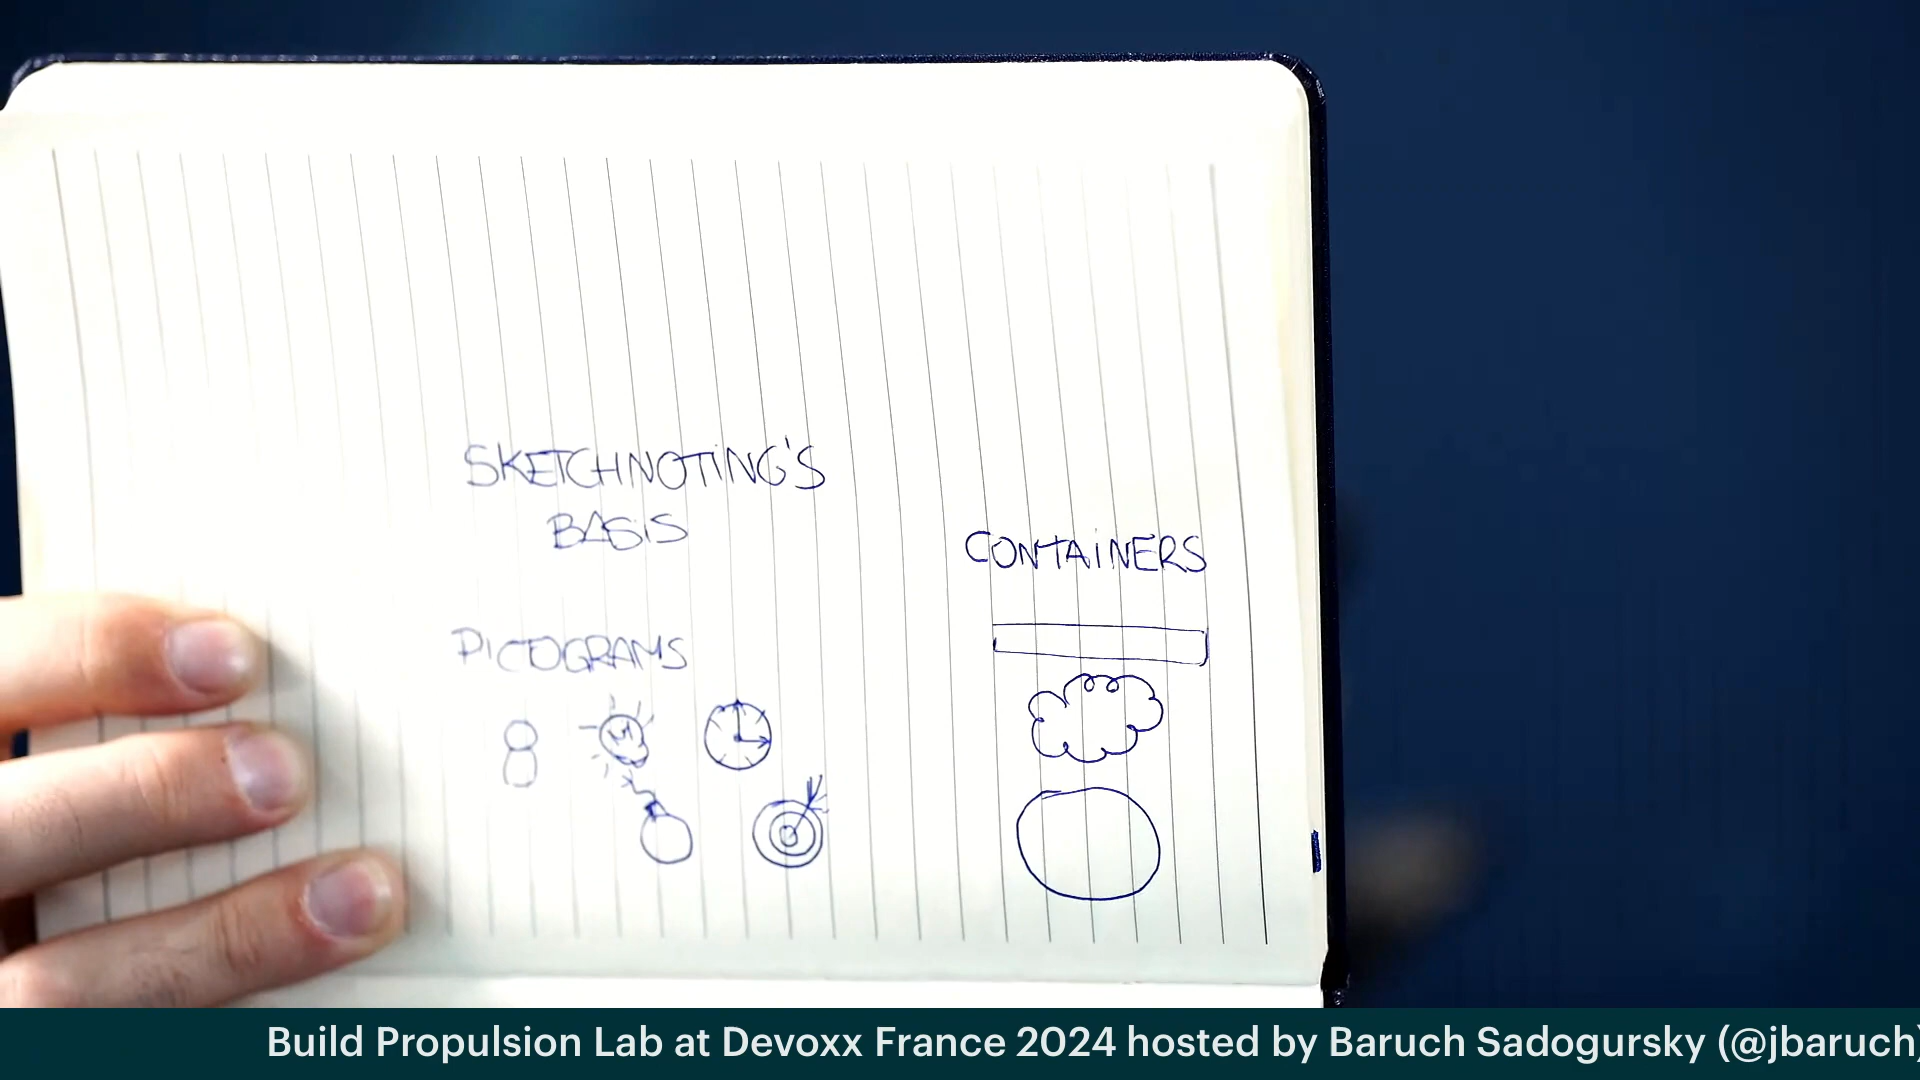 SKETCHNOTiNG'S
BASiS
CONTAiNERS
PiCTOGRAMS
Build Propulsion Lab at Devoxx France 2024 hosted by Baruch Sadogursky (@jbaruch)